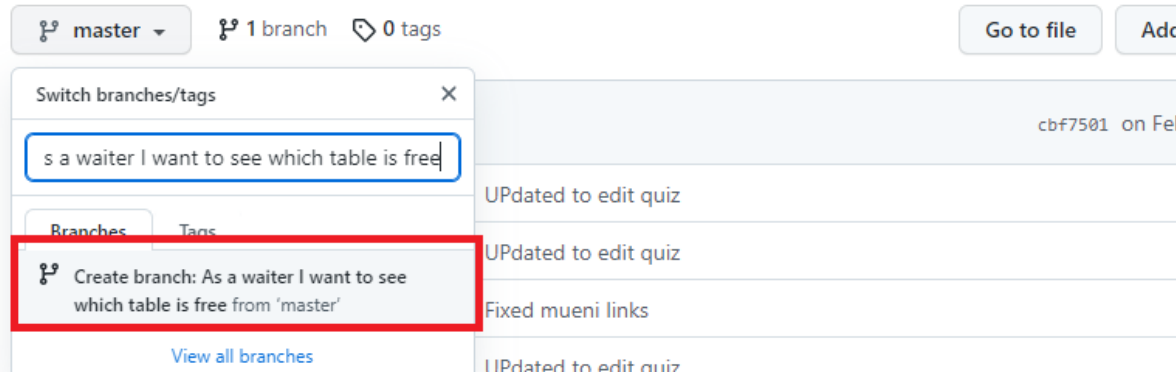 master 1 branch 0 tags Go to file
Switch branches/tags
cbf7501 on
s a waiter I want to see which table is free
UPdated to edit quiz
Branches Tags
UPdated to edit quiz
Create branch: As a waiter I want to see
which table is free from 'master'
Fixed mueni links
View all branches
UPdated to edit quiz